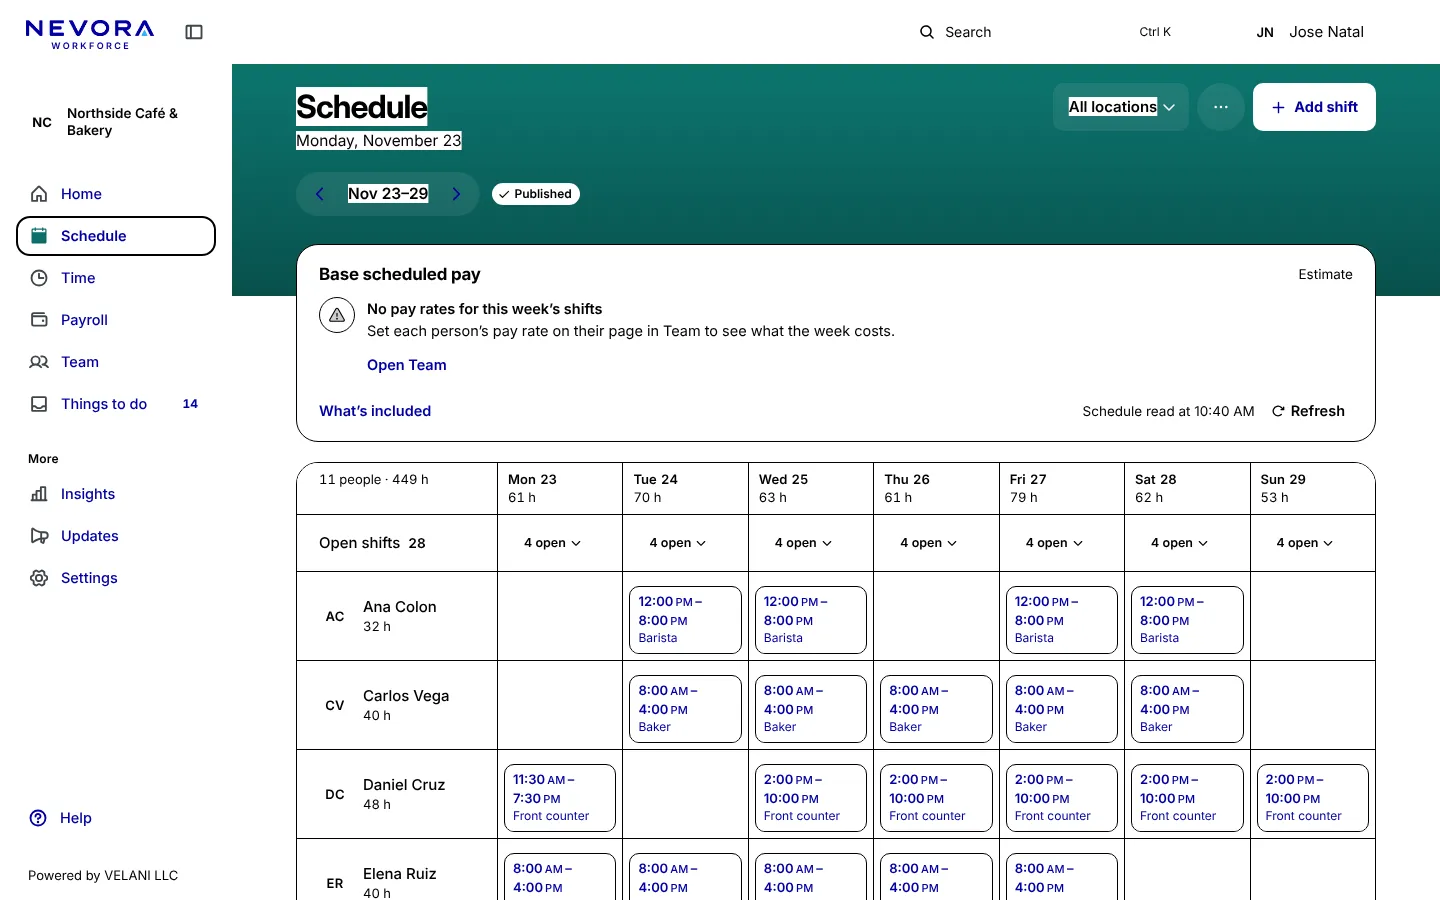 NEVORA
WORKFORCE
Search
Ctrl K
JN
Jose Natal
NC
Northside Café &
Bakery
Home
Schedule
Time
Payroll
Team
Things to do 14
More
Insights
Updates
Settings
Help
Powered by VELANI LLC
Schedule
Monday, November 23
All locations
Add shift
Nov 23–29
Published
Base scheduled pay
Estimate
No pay rates for this week’s shifts
Set each person’s pay rate on their page in Team to see what the week costs.
Open Team
What’s included
Schedule read at 10:40 AM
Refresh
11 people · 449 h
Mon 23
61 h
Tue 24
70 h
Wed 25
63 h
Thu 26
61 h
Fri 27
79 h
Sat 28
62 h
Sun 29
53 h
Open shifts 28
4 open
4 open
4 open
4 open
4 open
4 open
4 open
AC
Ana Colon
32 h
12:00 PM –
8:00 PM
Barista
12:00 PM –
8:00 PM
Barista
12:00 PM –
8:00 PM
Barista
12:00 PM –
8:00 PM
Barista
CV
Carlos Vega
40 h
8:00 AM –
4:00 PM
Baker
8:00 AM –
4:00 PM
Baker
8:00 AM –
4:00 PM
Baker
8:00 AM –
4:00 PM
Baker
8:00 AM –
4:00 PM
Baker
DC
Daniel Cruz
48 h
11:30 AM –
7:30 PM
Front counter
2:00 PM –
10:00 PM
Front counter
2:00 PM –
10:00 PM
Front counter
2:00 PM –
10:00 PM
Front counter
2:00 PM –
10:00 PM
Front counter
2:00 PM –
10:00 PM
Front counter
ER
Elena Ruiz
40 h
8:00 AM –
4:00 PM
8:00 AM –
4:00 PM
8:00 AM –
4:00 PM
8:00 AM –
4:00 PM
8:00 AM –
4:00 PM